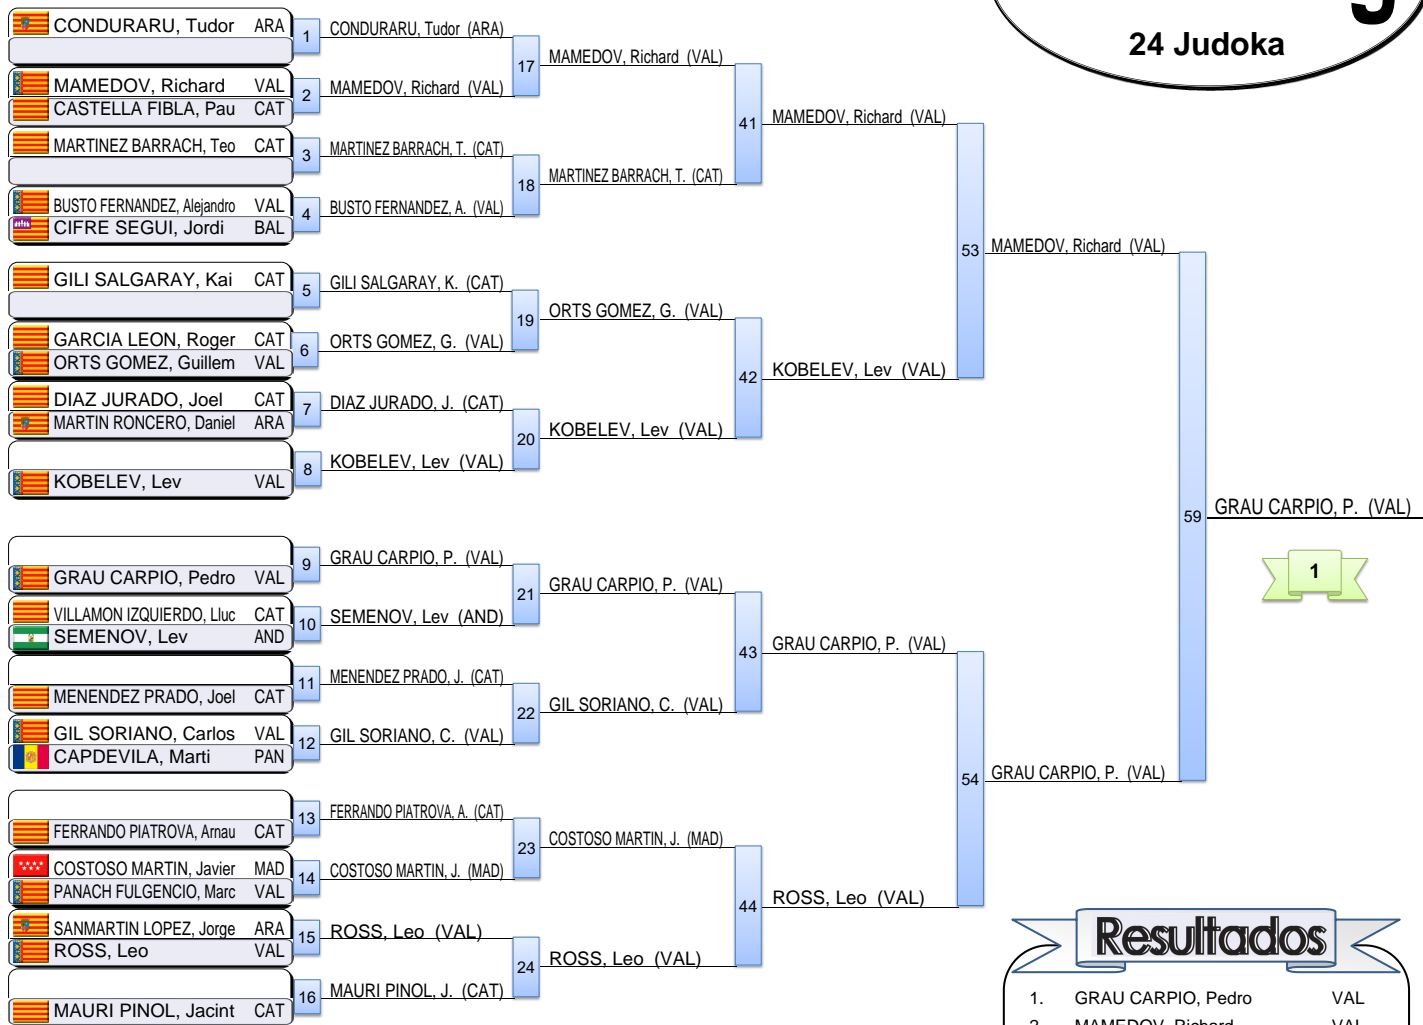 24 Judoka
CONDURARU, Tudor ARA
1
CONDURARU, Tudor (ARA)
17
MAMEDOV, Richard (VAL)
MAMEDOV, Richard VAL
2
MAMEDOV, Richard (VAL)
CASTELLA FIBLA, Pau CAT
41
MAMEDOV, Richard (VAL)
MARTINEZ BARRACH, Teo CAT
3
MARTINEZ BARRACH, T. (CAT)
18
MARTINEZ BARRACH, T. (CAT)
BUSTO FERNANDEZ, Alejandro VAL
4
BUSTO FERNANDEZ, A. (VAL)
CIFRE SEGUI, Jordi BAL
53
MAMEDOV, Richard (VAL)
GILI SALGARAY, Kai CAT
5
GILI SALGARAY, K. (CAT)
19
ORTS GOMEZ, G. (VAL)
GARCIA LEON, Roger CAT
6
ORTS GOMEZ, G. (VAL)
ORTS GOMEZ, Guillem VAL
42
KOBELEV, Lev (VAL)
DIAZ JURADO, Joel CAT
7
DIAZ JURADO, J. (CAT)
MARTIN RONCERO, Daniel ARA
20
KOBELEV, Lev (VAL)
8
KOBELEV, Lev (VAL)
KOBELEV, Lev VAL
59
GRAU CARPIO, P. (VAL)
1
9
GRAU CARPIO, P. (VAL)
GRAU CARPIO, Pedro VAL
21
GRAU CARPIO, P. (VAL)
VILLAMON IZQUIERDO, Lluc CAT
10
SEMENOV, Lev (AND)
SEMENOV, Lev AND
43
GRAU CARPIO, P. (VAL)
11
MENENDEZ PRADO, J. (CAT)
MENENDEZ PRADO, Joel CAT
22
GIL SORIANO, C. (VAL)
GIL SORIANO, Carlos VAL
12
GIL SORIANO, C. (VAL)
CAPDEVILA, Marti PAN
54
GRAU CARPIO, P. (VAL)
13
FERRANDO PIATROVA, A. (CAT)
FERRANDO PIATROVA, Arnau CAT
23
COSTOSO MARTIN, J. (MAD)
COSTOSO MARTIN, Javier MAD
14
COSTOSO MARTIN, J. (MAD)
PANACH FULGENCIO, Marc VAL
44
ROSS, Leo (VAL)
SANMARTIN LOPEZ, Jorge ARA
15
ROSS, Leo (VAL)
ROSS, Leo VAL
24
ROSS, Leo (VAL)
16
MAURI PINOL, J. (CAT)
MAURI PINOL, Jacint CAT
Resultados
1. GRAU CARPIO, Pedro VAL
2. MAMEDOV, Richard VAL